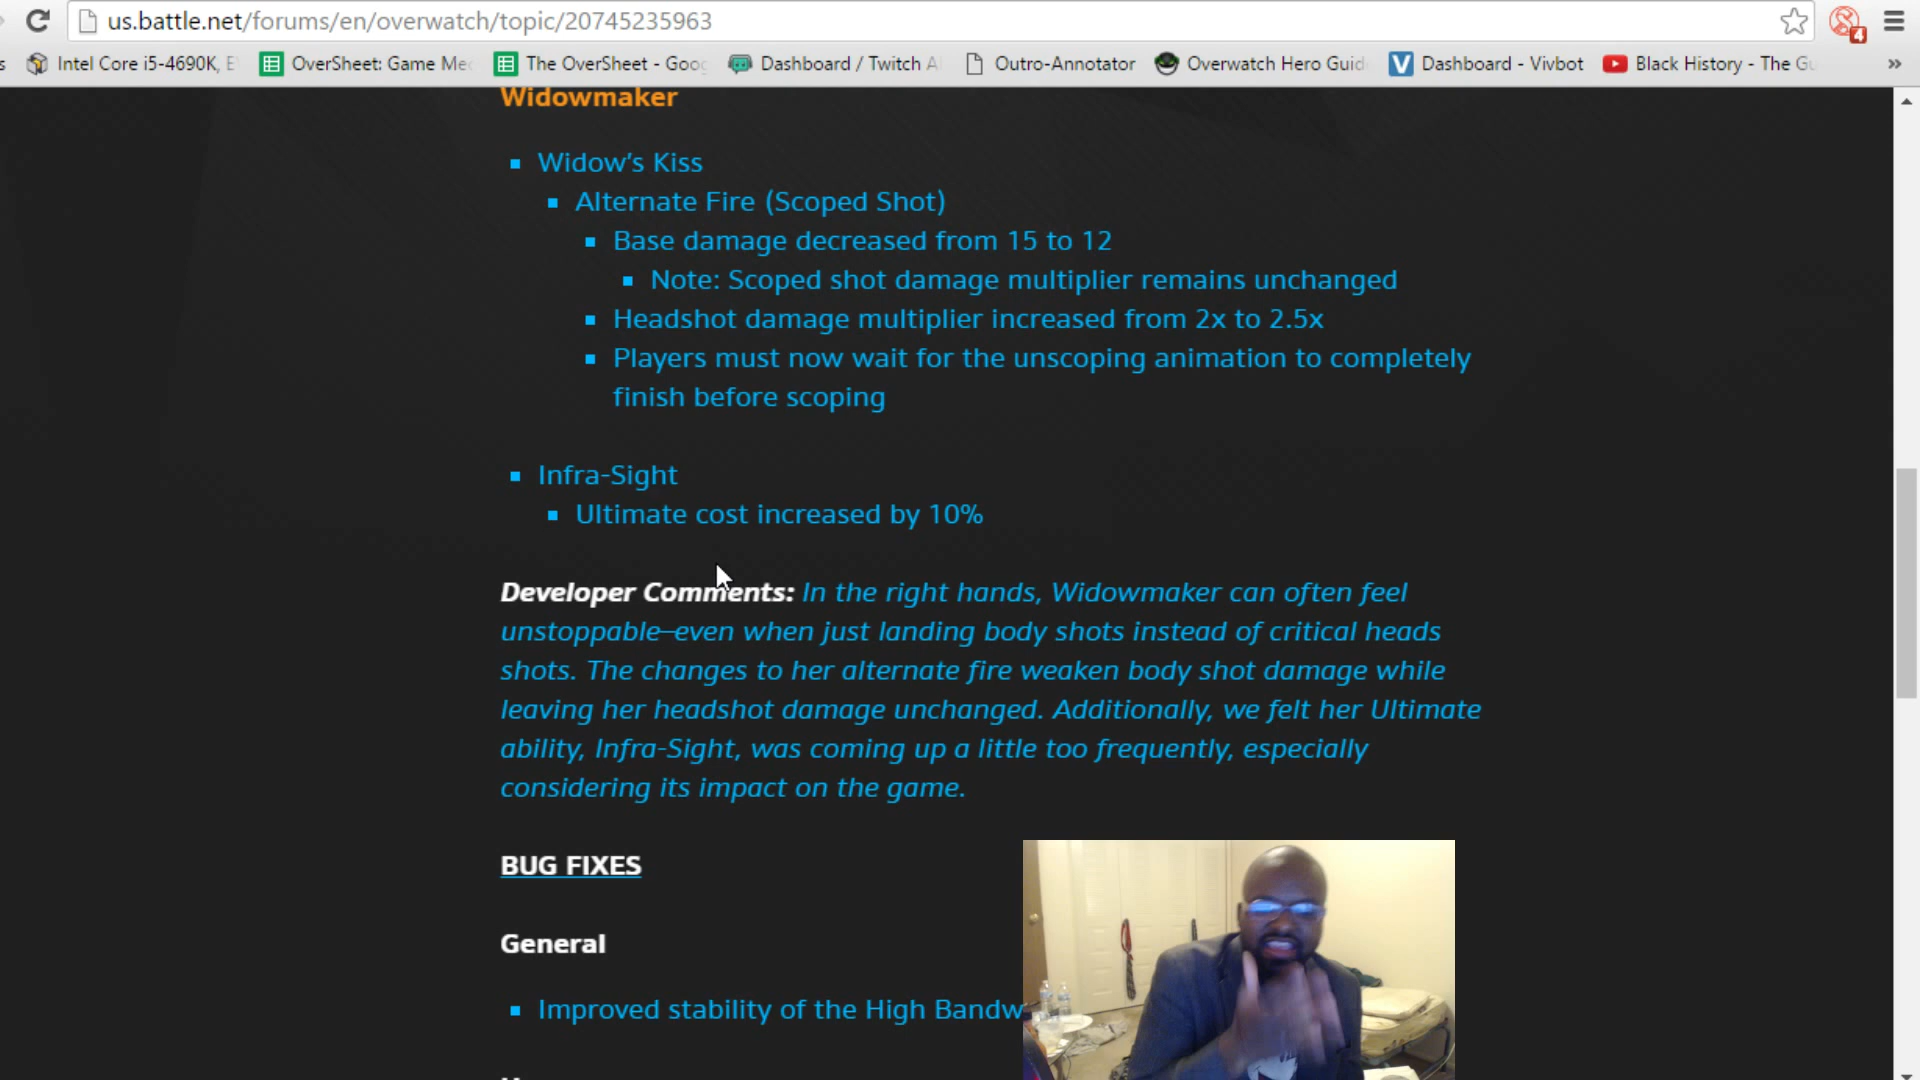 us.battle.net/forums/en/overwatch/topic/20745235963
4
s Intel Core i5-4690K, E OverSheet: Game Me The OverSheet - Goo Dashboard / Twitch A Outro-Annotator Overwatch Hero Guid Dashboard - Vivbot Black History - The Gu »
Widowmaker
Widow's Kiss
Alternate Fire (Scoped Shot)
Base damage decreased from 15 to 12
Note: Scoped shot damage multiplier remains unchanged
Headshot damage multiplier increased from 2x to 2.5x
Players must now wait for the unscoping animation to completely
finish before scoping
Infra-Sight
Ultimate cost increased by 10%
Developer Comments: In the right hands, Widowmaker can often feel
unstoppable—even when just landing body shots instead of critical heads
shots. The changes to her alternate fire weaken body shot damage while
leaving her headshot damage unchanged. Additionally, we felt her Ultimate
ability, Infra-Sight, was coming up a little too frequently, especially
considering its impact on the game.
BUG FIXES
General
Improved stability of the High Bandw